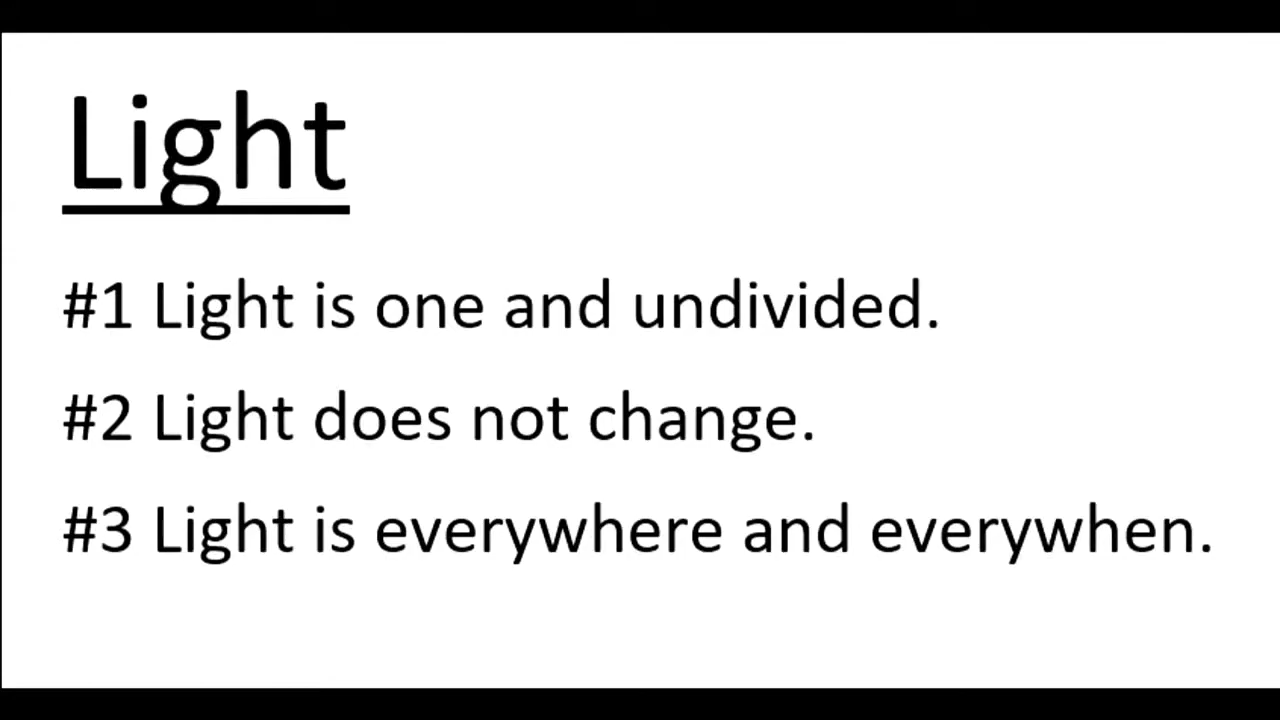 Light
#1 Light is one and undivided.
#2 Light does not change.
#3 Light is everywhere and everywhen.